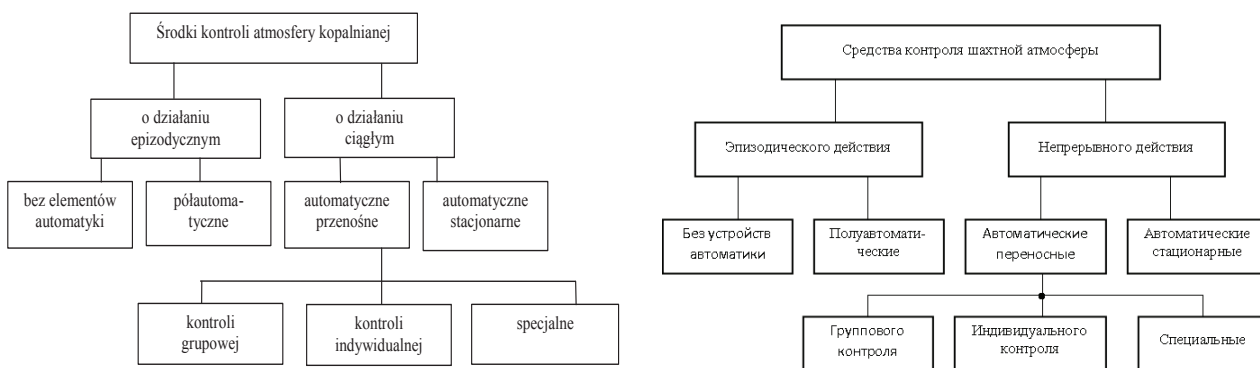 Środki kontroli atmosfery kopalnianej
o działaniu
epizodycznym
o działaniu
ciągłym
bez elementów
automatyki
półautoma-
tyczne
automatyczne
przenośne
automatyczne
stacjonarne
kontroli
grupowej
kontroli
indywidualnej
specjalne
Средства контроля шахтной атмосферы
Эпизодического действия
Непрерывного действия
Без устройств
автоматики
Полуавтомати-
ческие
Автоматические
переносные
Автоматические
стационарные
Группового
контроля
Индивидуального
контроля
Специальные